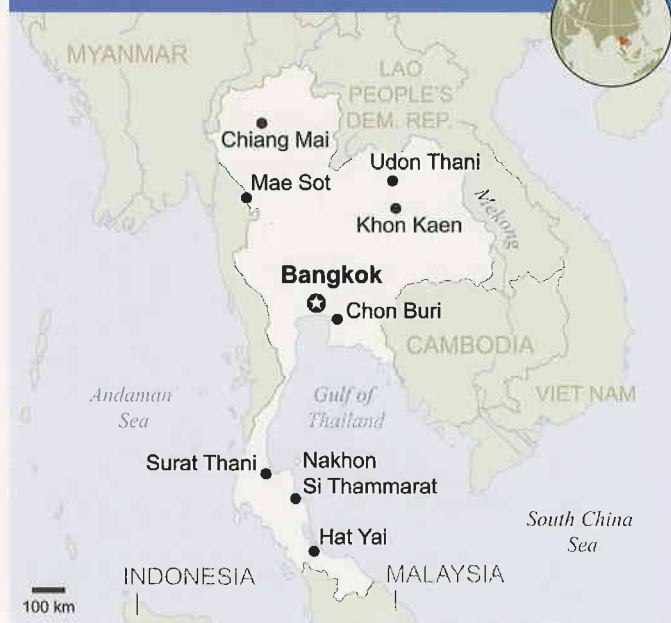 MYANMAR
LAO
PEOPLE'S
DEM. REP.
Chiang Mai
Udon Thani
Mae Sot
Mekong
Khon Kaen
Bangkok
Chon Buri
CAMBODIA
Andaman
Sea
Gulf of
Thailand
VIET NAM
Surat Thani
Nakhon
Si Thammarat
South China
Sea
Hat Yai
INDONESIA
MALAYSIA
100 km